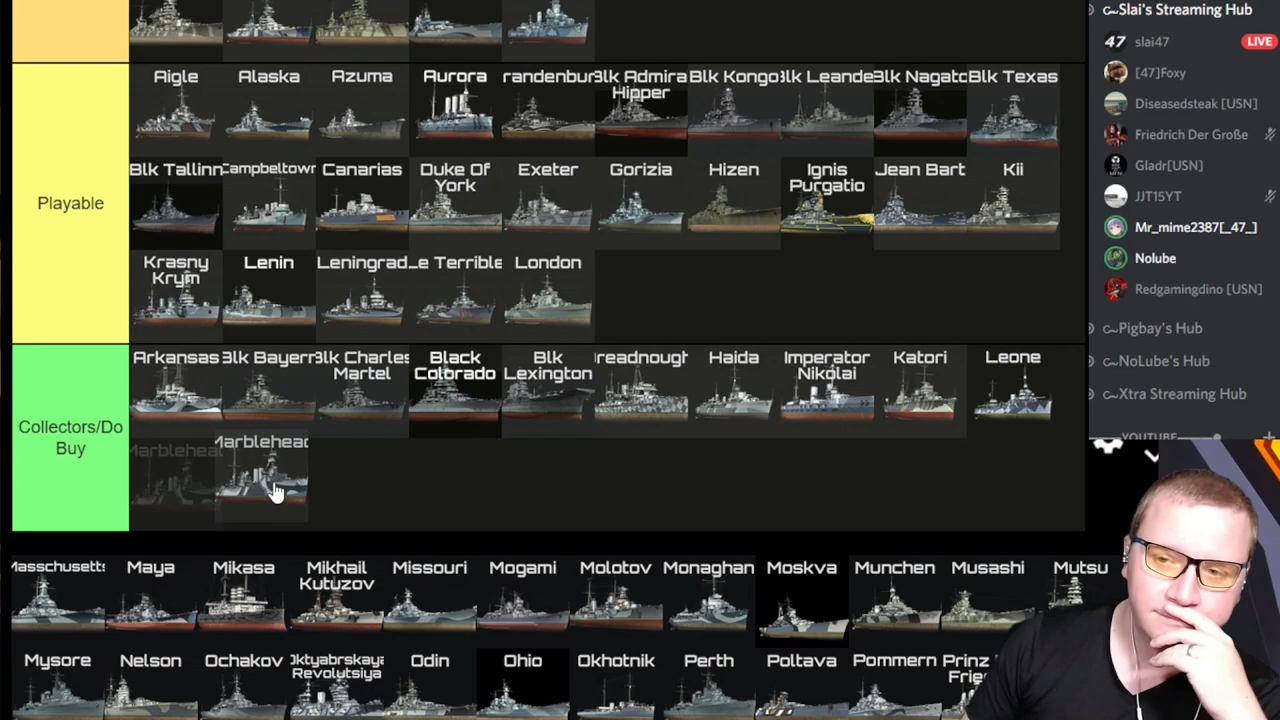 Aigle Alaska Azuma Aurora randenbur Blk Admira Blk Kongo Blk Leande Blk Nagato Blk Texas
Hipper
Playable
Blk Tallinn Campbeltown Canarias Duke Of Exeter Gorizia Hizen Ignis Jean Bart Kii
York Purgatio
Krasny Lenin Leningrad Le Terrible London
Krym
Collectors/Do
Buy
Arkansas Blk Bayern Blk Charles Black Blk Dreadnough Haida Imperator Katori Leone
Martel Colorado Lexington Nikolai
Marblehea Marblehead
Masschusetts Maya Mikasa Mikhail Missouri Mogami Molotov Monaghan Moskva Munchen Musashi Mutsu
Kutuzov
Mysore Nelson Ochakov Oktyabrskaya Odin Ohio Okhotnik Perth Poltava Pommern Prinz
Revolutsiya Frie
Slai's Streaming Hub
47 slai47 LIVE
[47]Foxy
Diseasedsteak [USN]
Friedrich Der Große
Gladr[USN]
JJT15YT
Mr_mime2387[_47_]
Nolube
Redgamingdino [USN]
Pigbay's Hub
NoLube's Hub
Xtra Streaming Hub
YOUTUBE